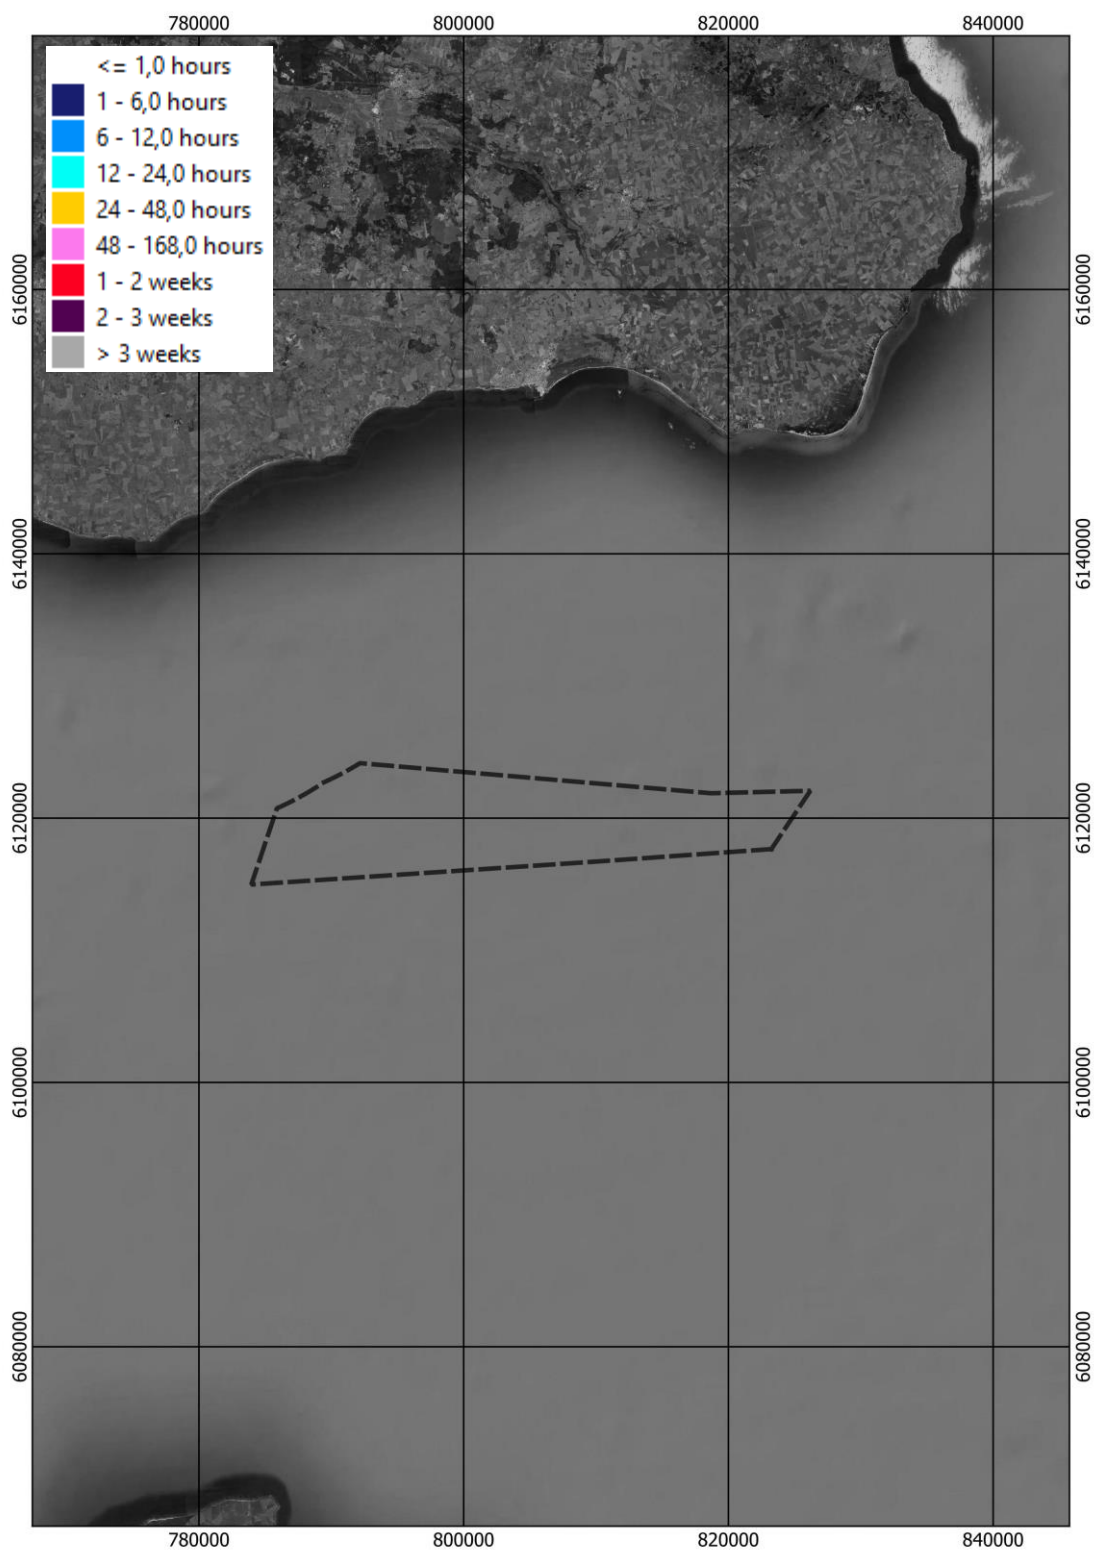 780000 800000 820000 840000
<= 1,0 hours
1 - 6,0 hours
6 - 12,0 hours
12 - 24,0 hours
24 - 48,0 hours
48 - 168,0 hours
1 - 2 weeks
2 - 3 weeks
> 3 weeks
6160000 6160000
6140000 6140000
6120000 6120000
6100000 6100000
6080000 6080000
780000 800000 820000 840000